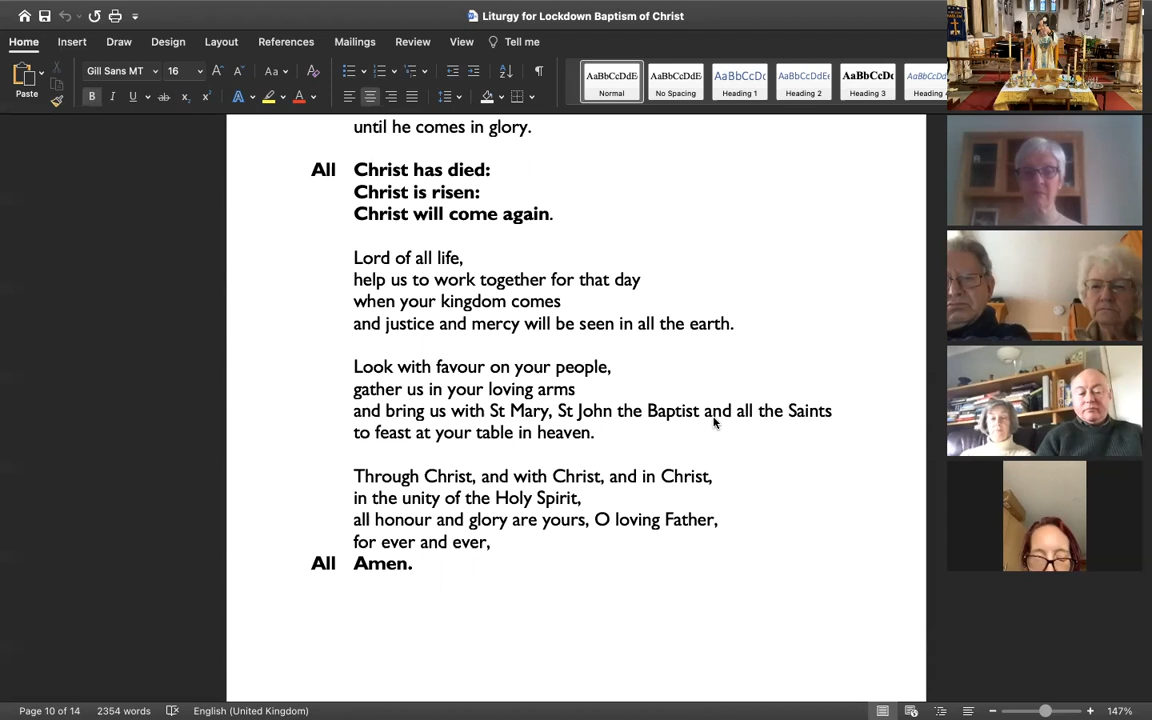 Liturgy for Lockdown Baptism of Christ
Home Insert Draw Design Layout References Mailings Review View Tell me
Paste
Gill Sans MT 16
AaBbCcDdE AaBbCcDdE AaBbCcDc AaBbCcDdEe AaBbCcDc AaBbCcDd
Normal No Spacing Heading 1 Heading 2 Heading 3 Heading
until he comes in glory.
All Christ has died:
Christ is risen:
Christ will come again.
Lord of all life,
help us to work together for that day
when your kingdom comes
and justice and mercy will be seen in all the earth.
Look with favour on your people,
gather us in your loving arms
and bring us with St Mary, St John the Baptist and all the Saints
to feast at your table in heaven.
Through Christ, and with Christ, and in Christ,
in the unity of the Holy Spirit,
all honour and glory are yours, O loving Father,
for ever and ever,
All Amen.
Page 10 of 14 2354 words English (United Kingdom) 147%